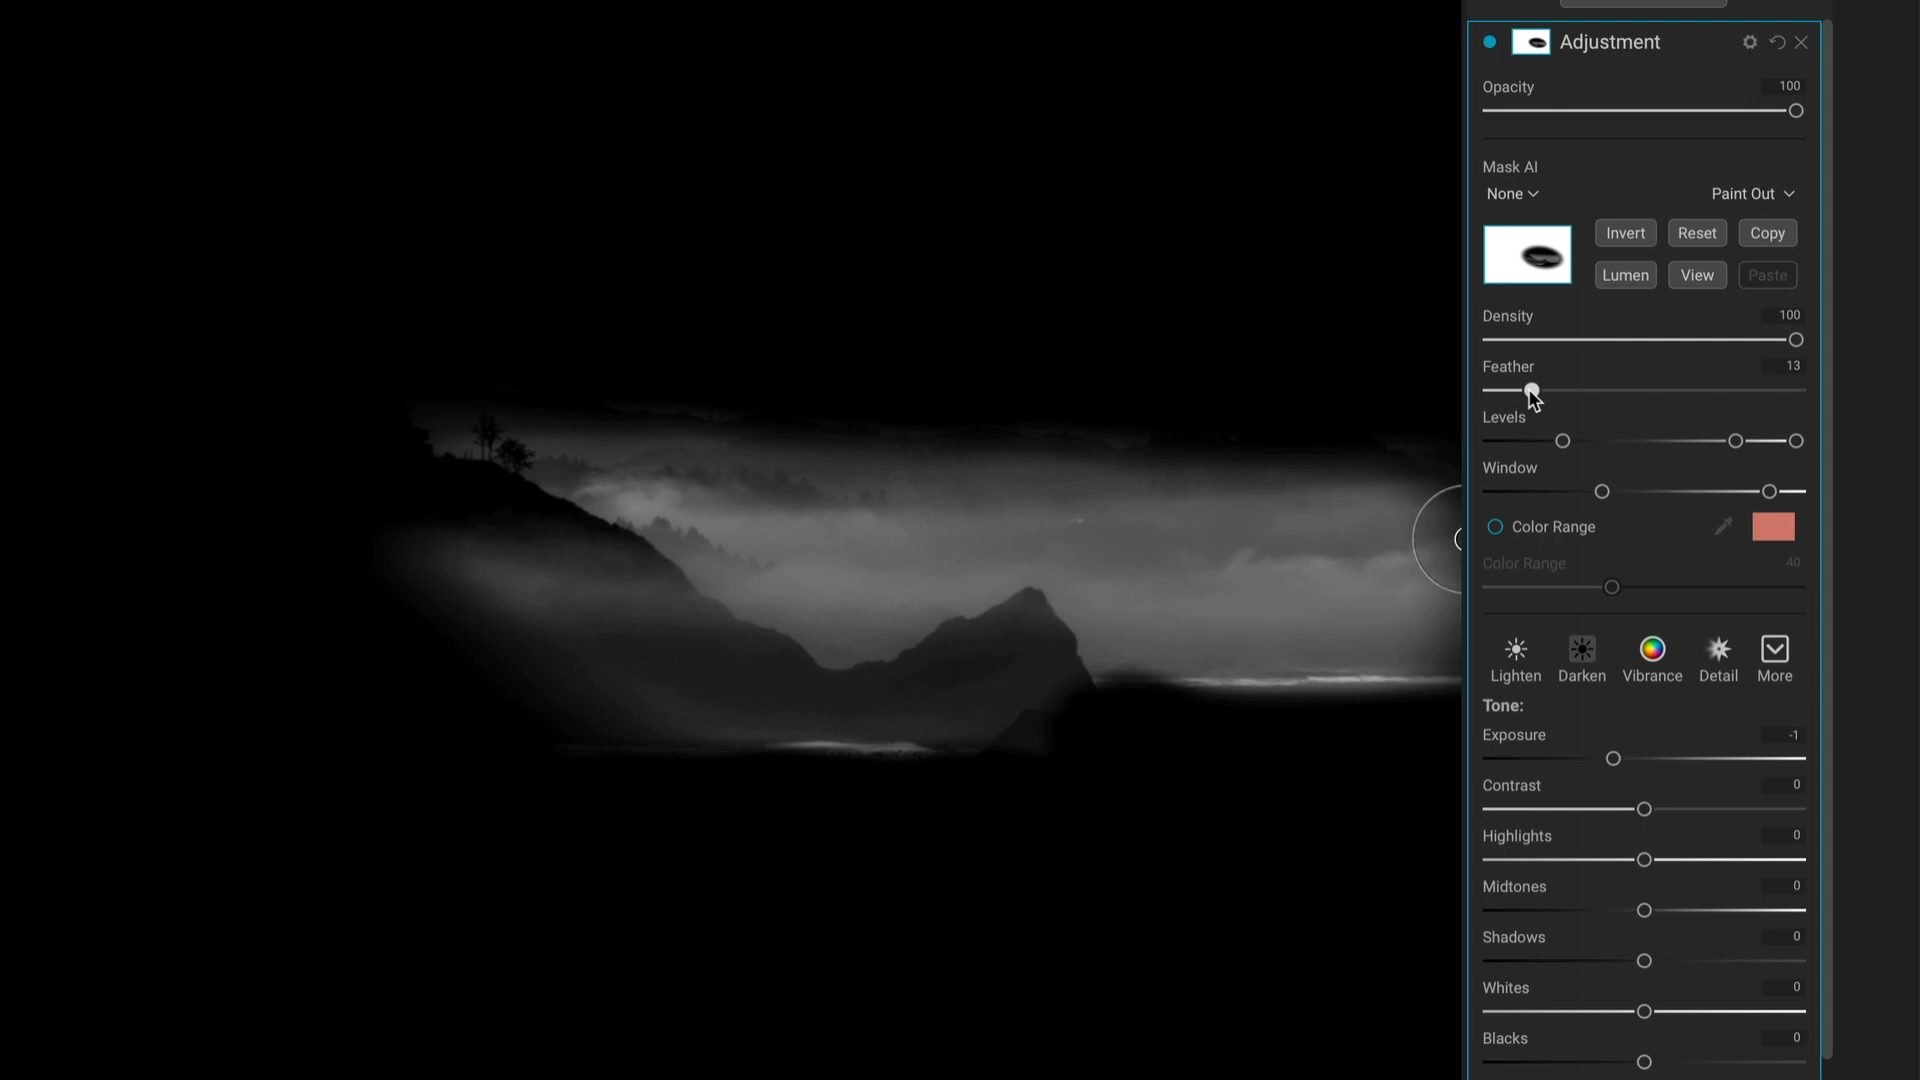 Adjustment
Opacity 100
Mask AI
None Paint Out
Invert Reset Copy
Lumen View Paste
Density 100
Feather 13
Levels
Window
Color Range
Color Range 40
Lighten Darken Vibrance Detail More
Tone:
Exposure -1
Contrast 0
Highlights 0
Midtones 0
Shadows 0
Whites 0
Blacks 0